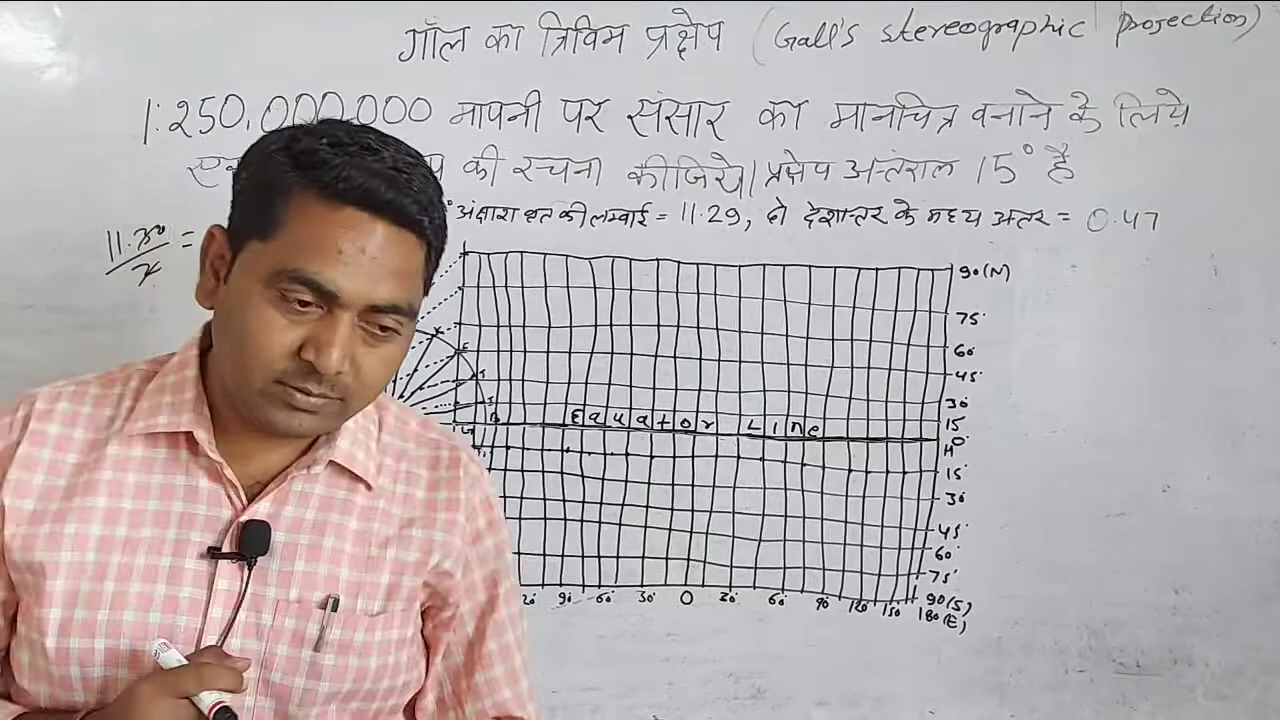 गॉल का त्रिविम प्रक्षेप (Gall's stereographic projection)
1:250,000,000 मापनी पर संसार का मानचित्र बनाने के लिये
की रचना कीजिये। प्रक्षेप अन्तराल 15° है
अंक्षाश वृत की लम्बाई = 11.29, दो देशान्तर के मध्य अंतर = 0.47
90(N)
75°
60
45°
30
15
0°
15°
30
45°
60°
75°
90(S)
Equator Line
90 60 30 0 30 60 90 120 150 180(E)